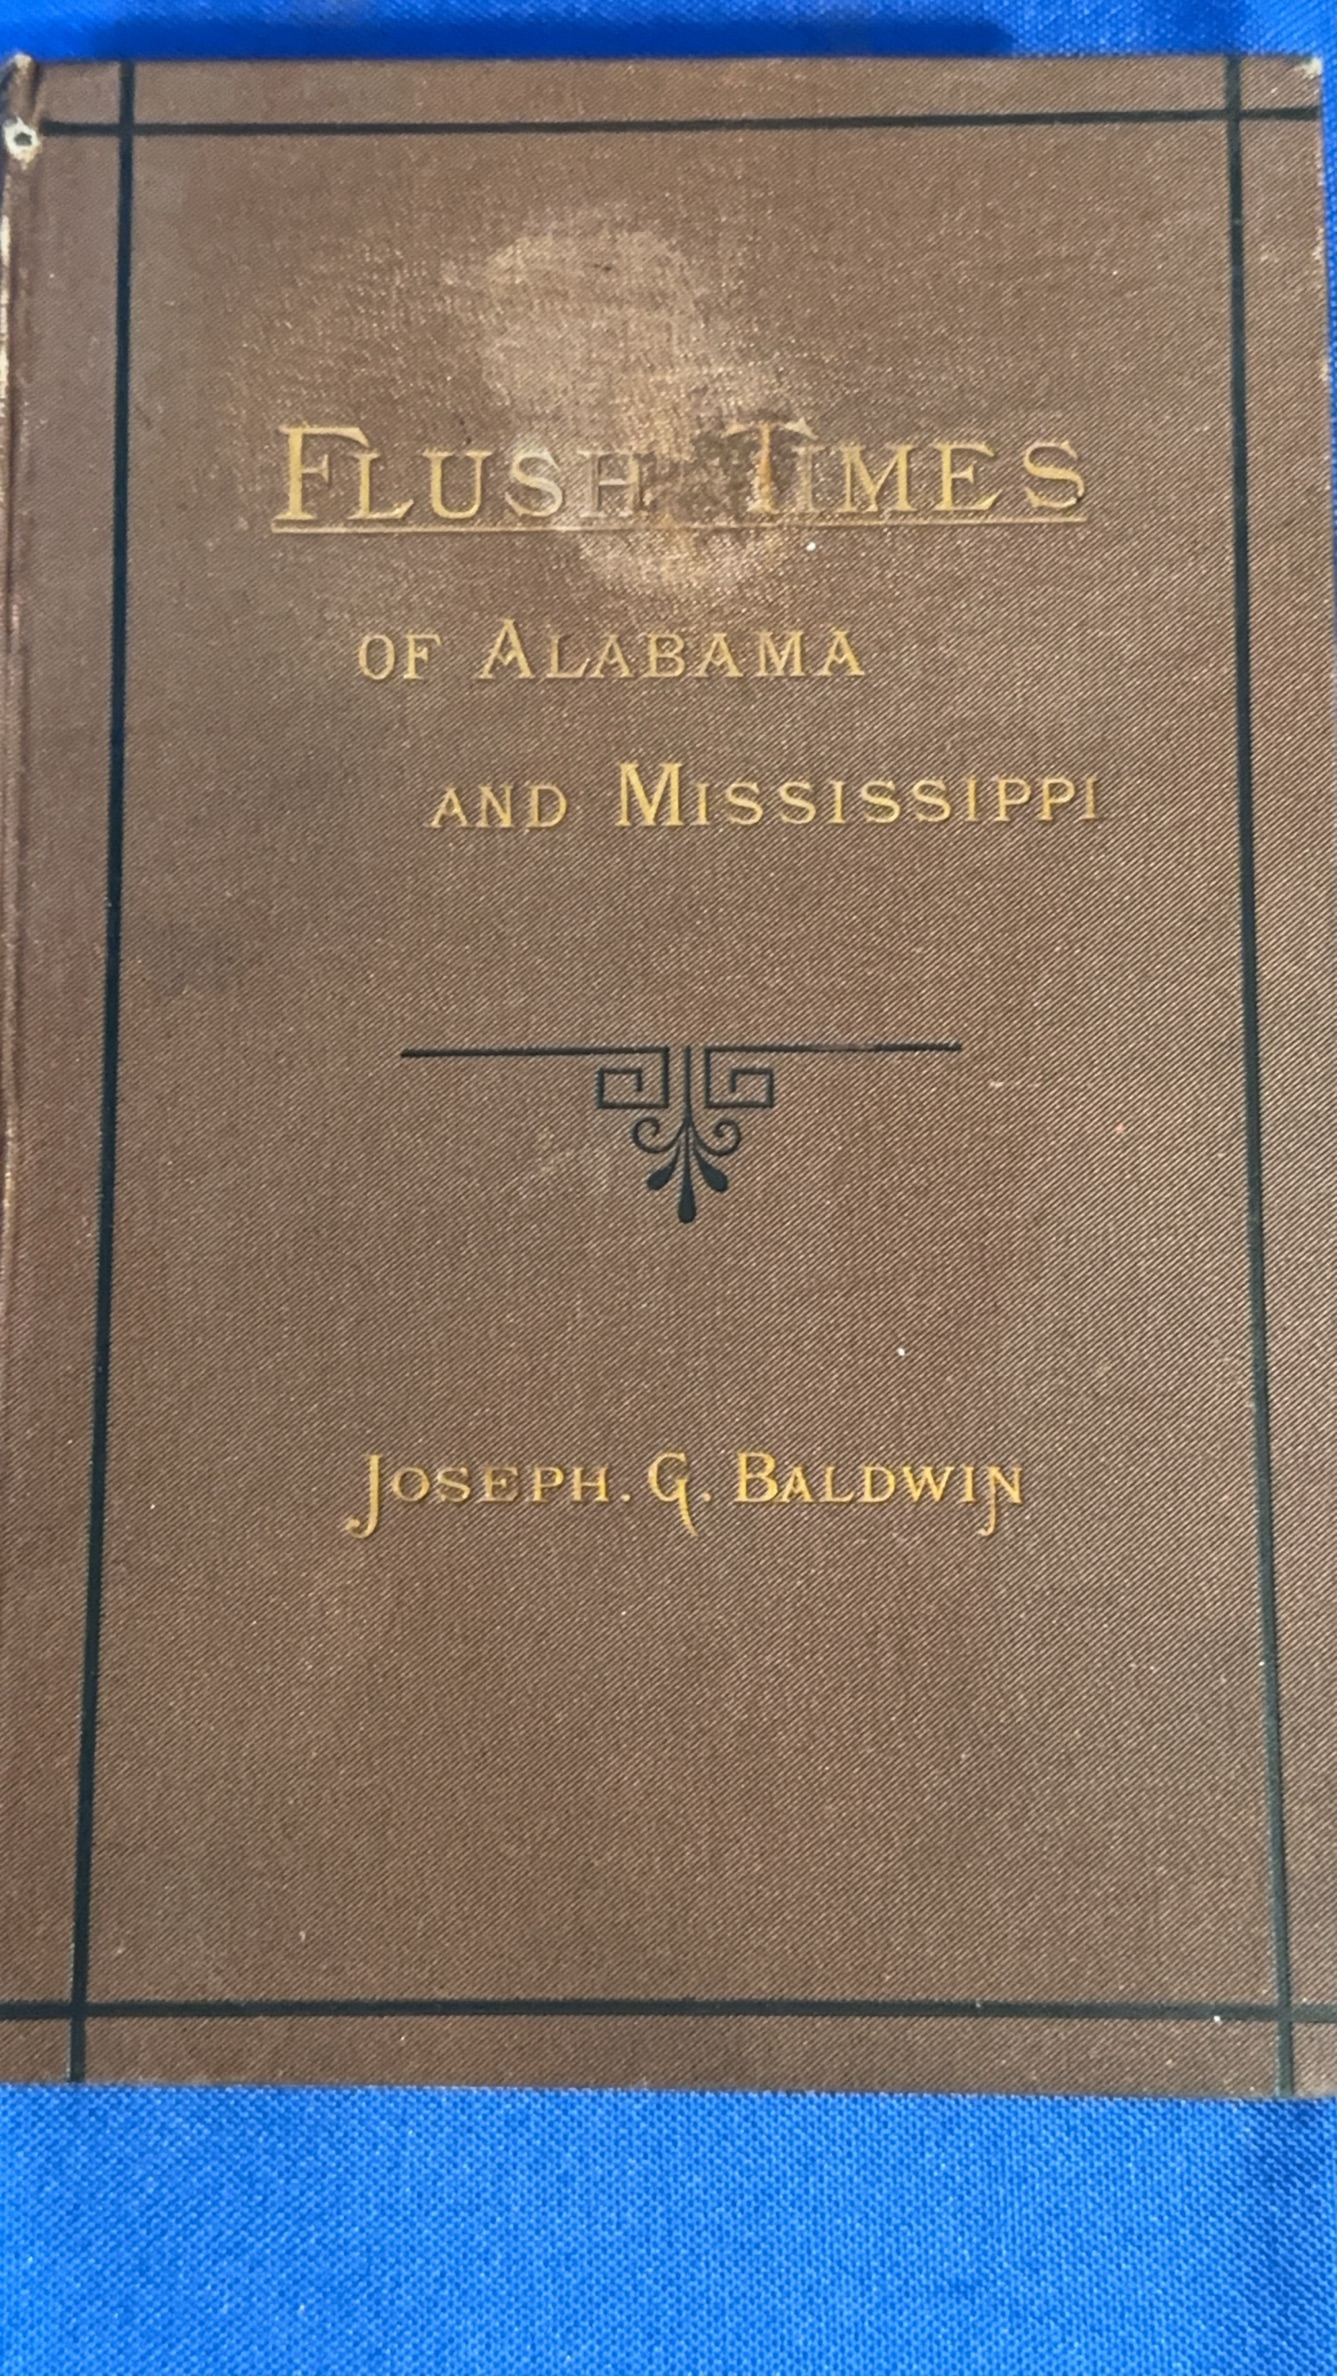 FLUSH TIMES
OF ALABAMA
AND MISSISSIPPI
JOSEPH. G. BALDWIN